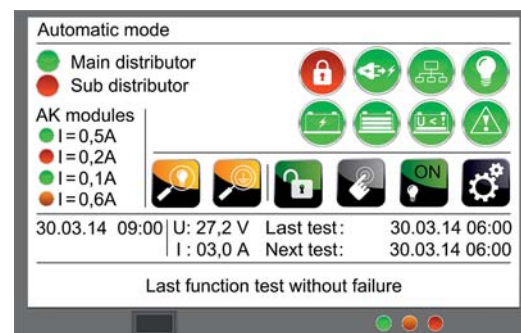 Automatic mode
Main distributor
Sub distributor
AK modules
I=0,5A
I=0,2A
I=0,1A
I=0,6A
U<!
ON
30.03.14 09:00 U: 27,2 V Last test: 30.03.14 06:00
I : 03,0 A Next test: 30.03.14 06:00
Last function test without failure